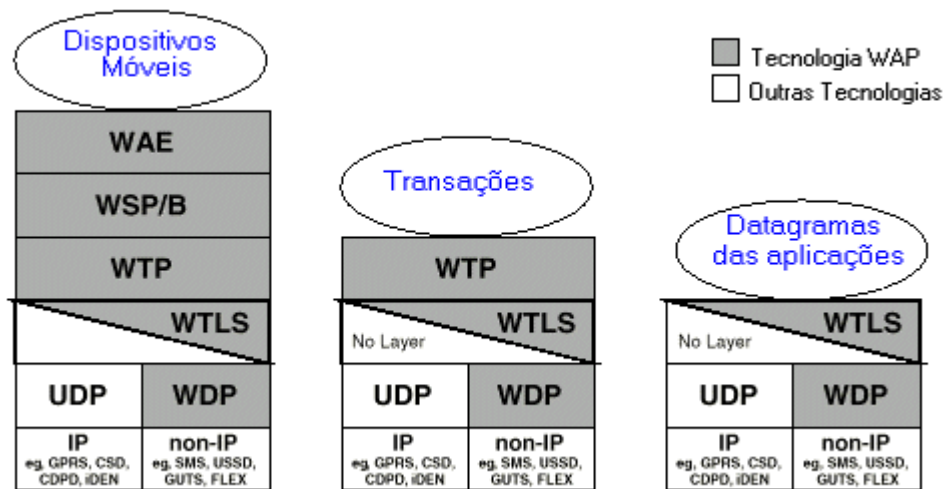 Dispositivos
Móveis
WAE
WSP/B
WTP
WTLS
UDP
WDP
IP
eg, GPRS, CSD,
CDPD, iDEN
non-IP
eg, SMS, USSD,
GUTS, FLEX
Transações
WTP
WTLS
No Layer
UDP
WDP
IP
eg, GPRS, CSD,
CDPD, iDEN
non-IP
eg, SMS, USSD,
GUTS, FLEX
Tecnologia WAP
Outras Tecnologias
Datagramas
das aplicações
WTLS
No Layer
UDP
WDP
IP
eg, GPRS, CSD,
CDPD, iDEN
non-IP
eg, SMS, USSD,
GUTS, FLEX